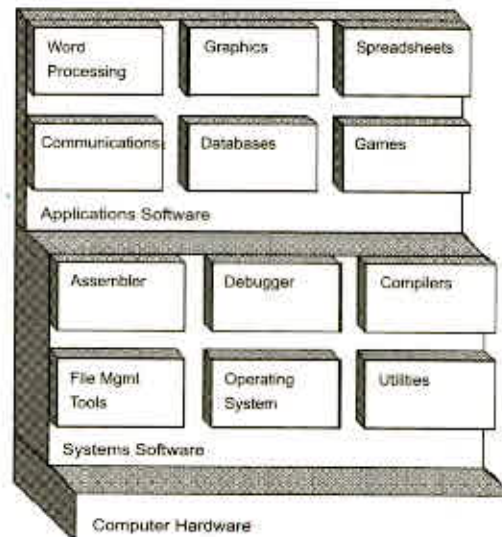 Word
Processing
Graphics
Spreadsheets
Communications
Databases
Games
Applications Software
Assembler
Debugger
Compilers
File Mgml
Tools
Operating
System
Utilities
Systems Software
Computer Hardware